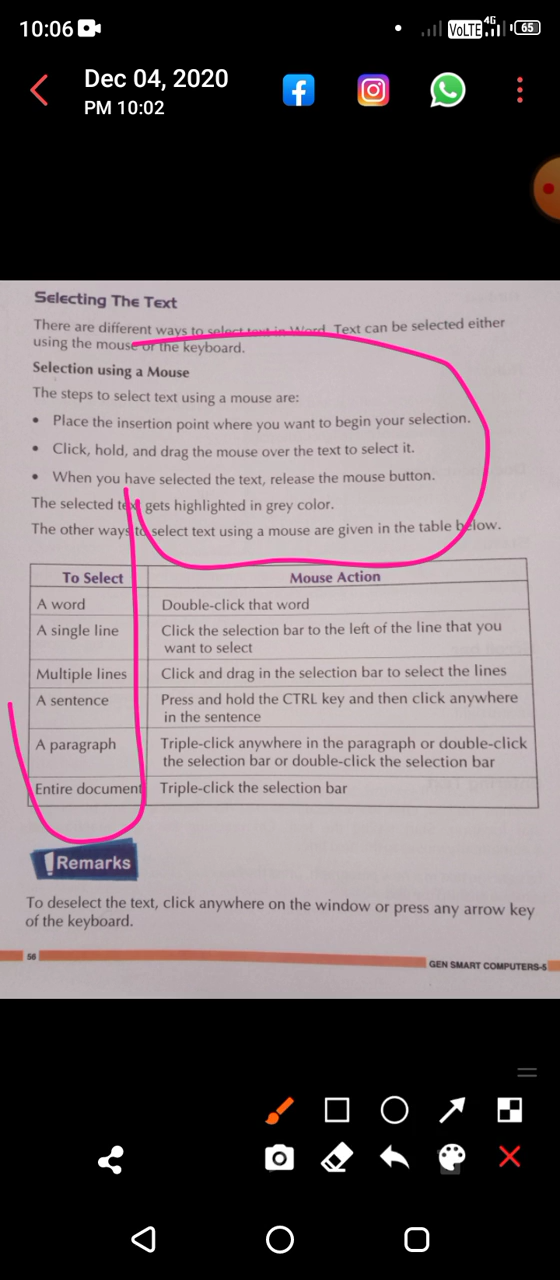 10:06
VoLTE 4G 65
Dec 04, 2020
PM 10:02
Selecting The Text
There are different ways to select text in Word. Text can be selected either
using the mouse or the keyboard.
Selection using a Mouse
The steps to select text using a mouse are:
• Place the insertion point where you want to begin your selection.
• Click, hold, and drag the mouse over the text to select it.
• When you have selected the text, release the mouse button.
The selected text gets highlighted in grey color.
The other ways to select text using a mouse are given in the table below.
To Select Mouse Action
A word Double-click that word
A single line Click the selection bar to the left of the line that you
want to select
Multiple lines Click and drag in the selection bar to select the lines
A sentence Press and hold the CTRL key and then click anywhere
in the sentence
A paragraph Triple-click anywhere in the paragraph or double-click
the selection bar or double-click the selection bar
Entire document Triple-click the selection bar
! Remarks
To deselect the text, click anywhere on the window or press any arrow key
of the keyboard.
56
GEN SMART COMPUTERS-5